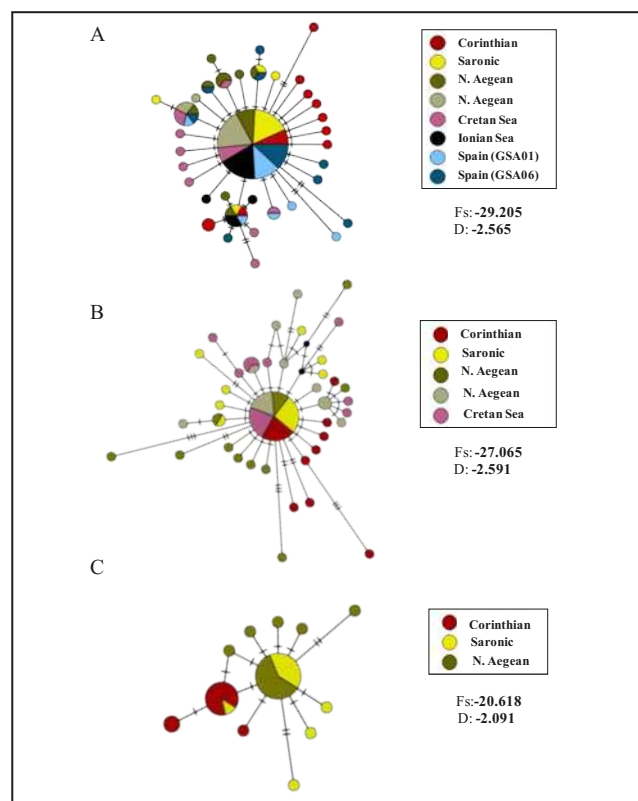 A
Corinthian
Saronic
N. Aegean
N. Aegean
Cretan Sea
Ionian Sea
Spain (GSA01)
Spain (GSA06)
Fs:-29.205
D: -2.565
B
Corinthian
Saronic
N. Aegean
N. Aegean
Cretan Sea
Fs:-27.065
D: -2.591
C
Corinthian
Saronic
N. Aegean
Fs:-20.618
D: -2.091